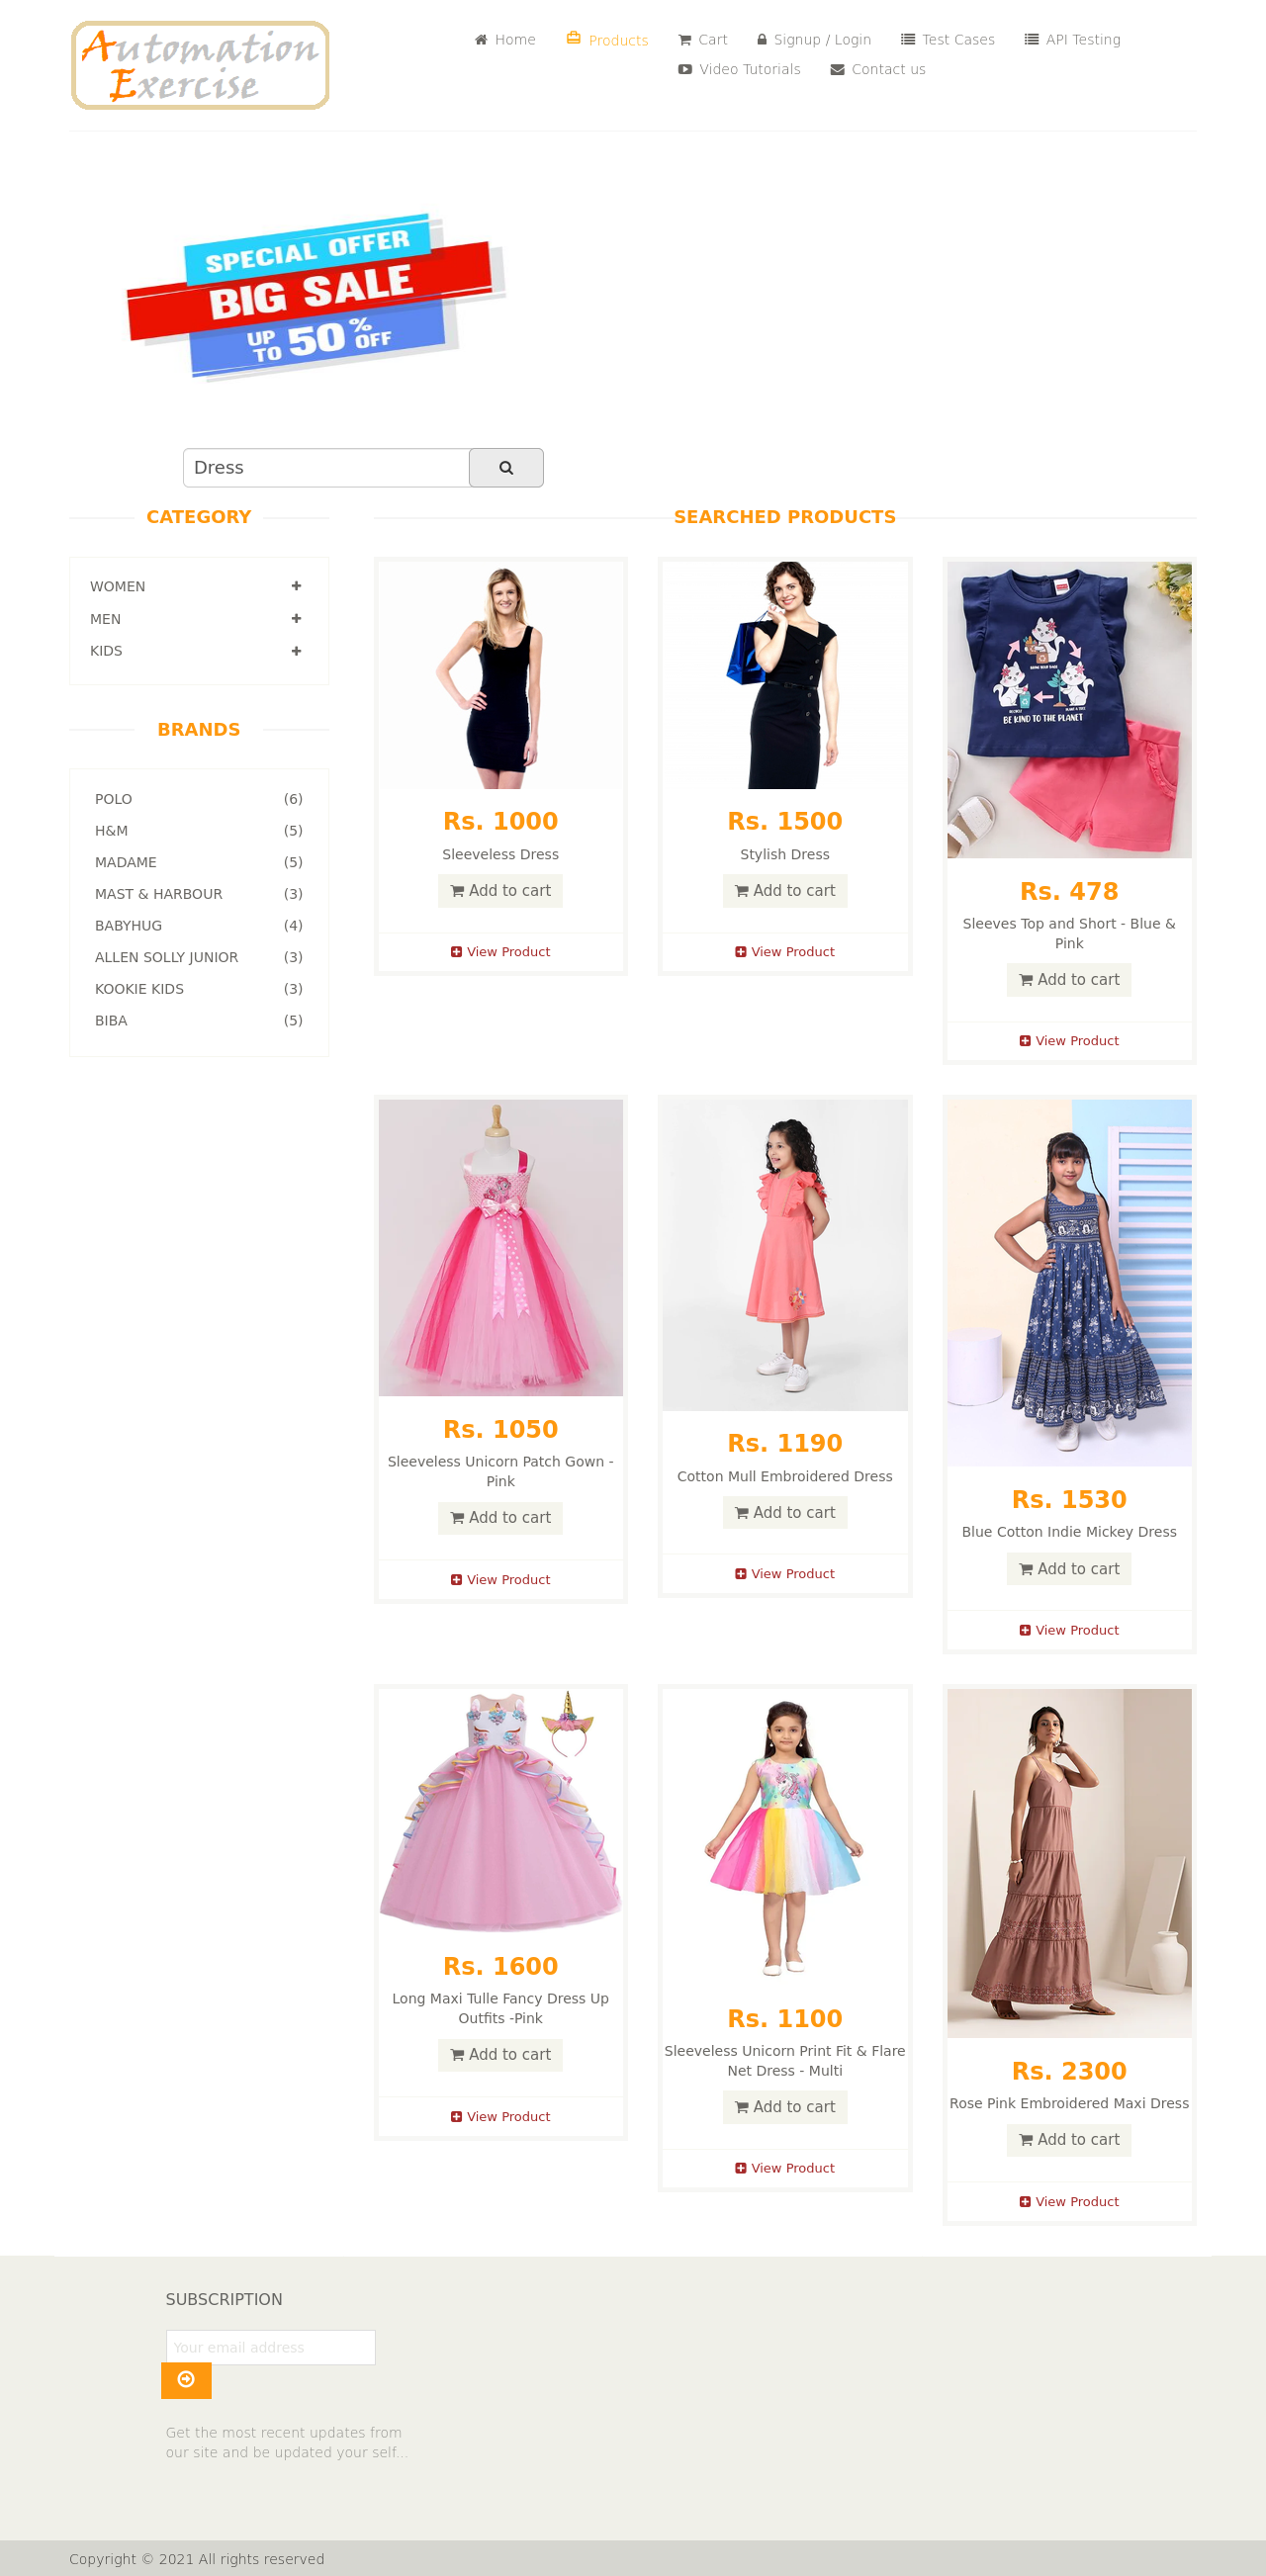 Automation
Exercise
Home
Products
Cart
Signup / Login
Test Cases
API Testing
Video Tutorials
Contact us
SPECIAL OFFER
BIG SALE
UP TO 50% OFF
Dress
CATEGORY
WOMEN
MEN
KIDS
BRANDS
POLO (6)
H&M (5)
MADAME (5)
MAST & HARBOUR (3)
BABYHUG (4)
ALLEN SOLLY JUNIOR (3)
KOOKIE KIDS (3)
BIBA (5)
SEARCHED PRODUCTS
Rs. 1000
Sleeveless Dress
Add to cart
View Product
Rs. 1500
Stylish Dress
Add to cart
View Product
BE KIND TO THE PLANET
Rs. 478
Sleeves Top and Short - Blue &
Pink
Add to cart
View Product
Rs. 1050
Sleeveless Unicorn Patch Gown -
Pink
Add to cart
View Product
Rs. 1190
Cotton Mull Embroidered Dress
Add to cart
View Product
Rs. 1530
Blue Cotton Indie Mickey Dress
Add to cart
View Product
Rs. 1600
Long Maxi Tulle Fancy Dress Up
Outfits -Pink
Add to cart
View Product
Rs. 1100
Sleeveless Unicorn Print Fit & Flare
Net Dress - Multi
Add to cart
View Product
Rs. 2300
Rose Pink Embroidered Maxi Dress
Add to cart
View Product
SUBSCRIPTION
Your email address
Get the most recent updates from
our site and be updated your self...
Copyright © 2021 All rights reserved